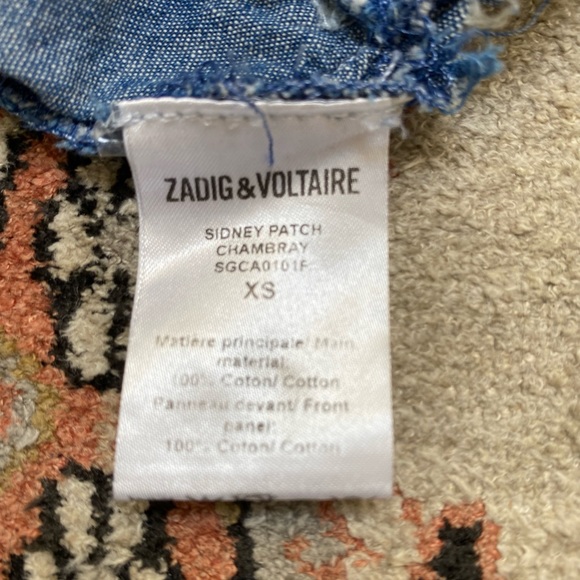 ZADIG&VOLTAIRE
SIDNEY PATCH
CHAMBRAY
SGCA0101F
XS
Matière principale/ Main
material:
100% Coton/ Cotton
Panneau devant/ Front
panel:
100% Coton/ Cotton